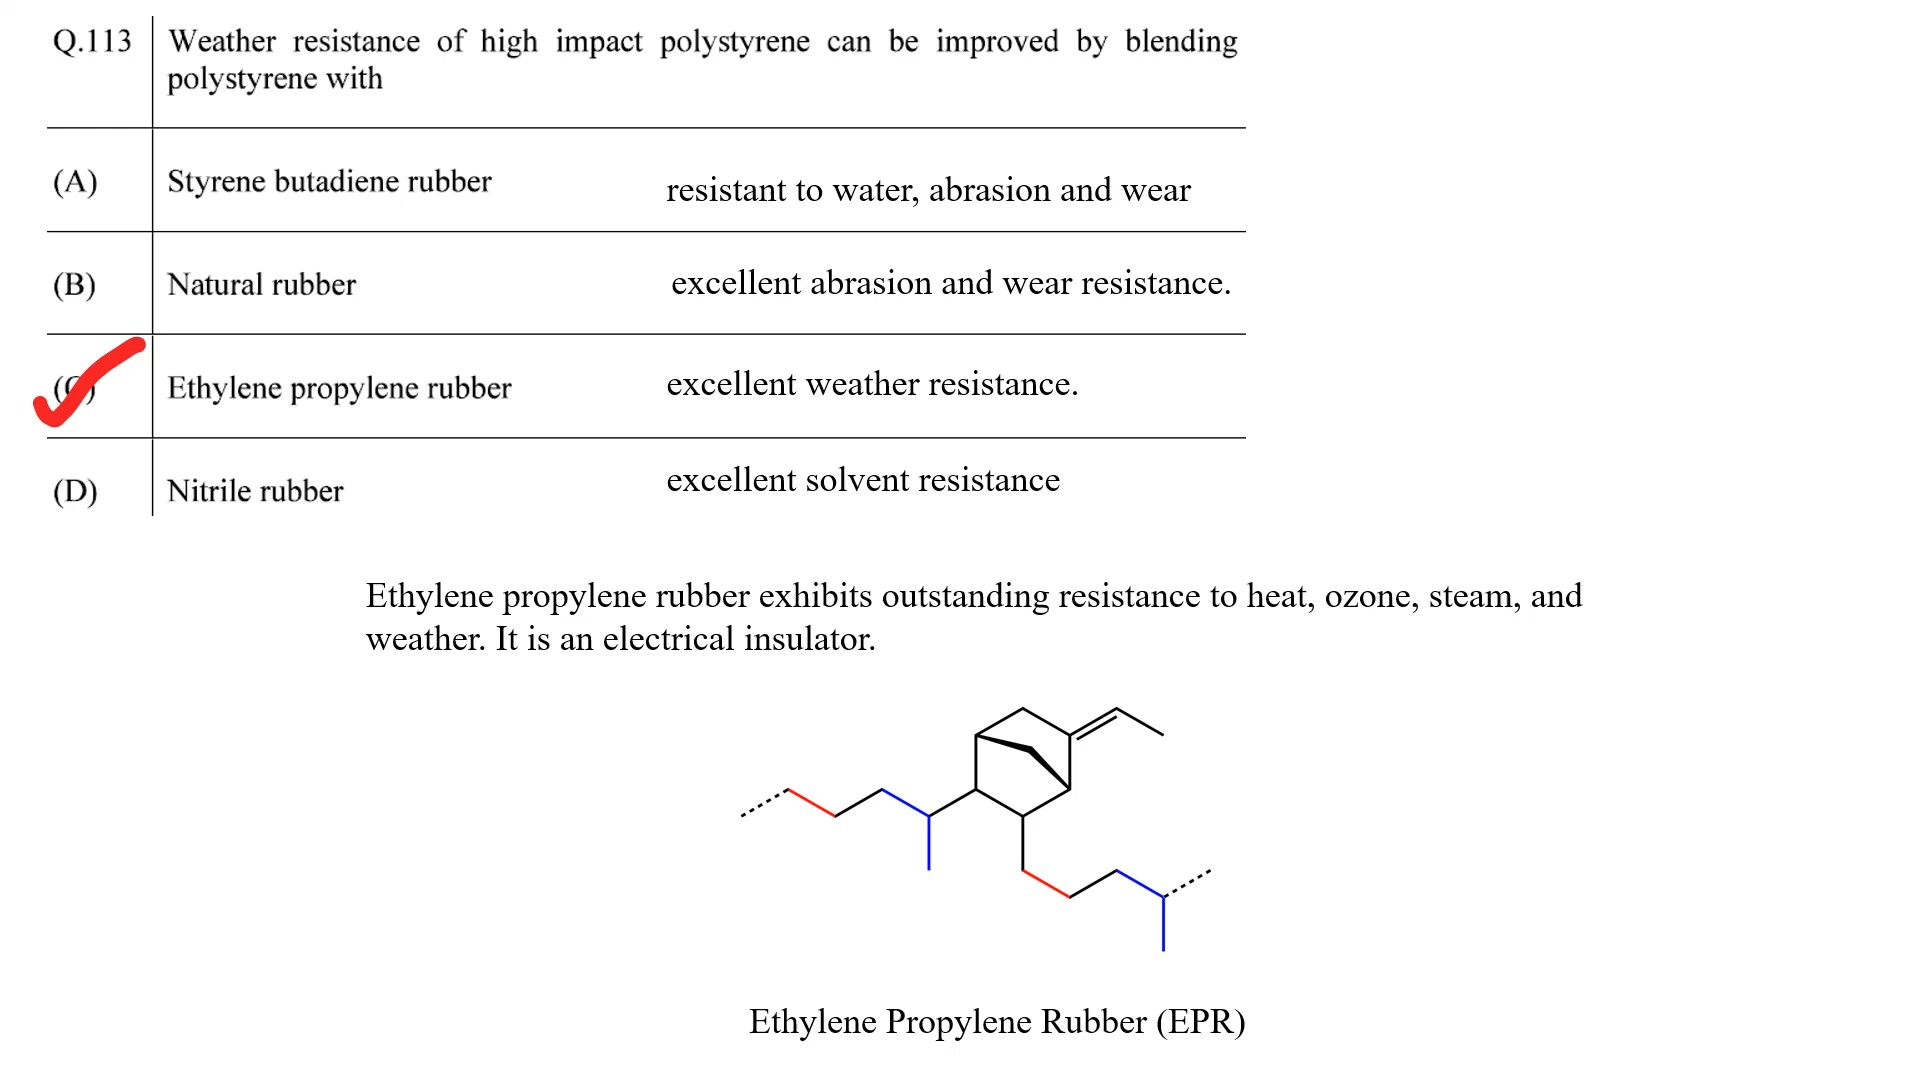 Q.113 Weather resistance of high impact polystyrene can be improved by blending
polystyrene with
(A) Styrene butadiene rubber resistant to water, abrasion and wear
(B) Natural rubber excellent abrasion and wear resistance.
(C) Ethylene propylene rubber excellent weather resistance.
(D) Nitrile rubber excellent solvent resistance
Ethylene propylene rubber exhibits outstanding resistance to heat, ozone, steam, and
weather. It is an electrical insulator.
Ethylene Propylene Rubber (EPR)